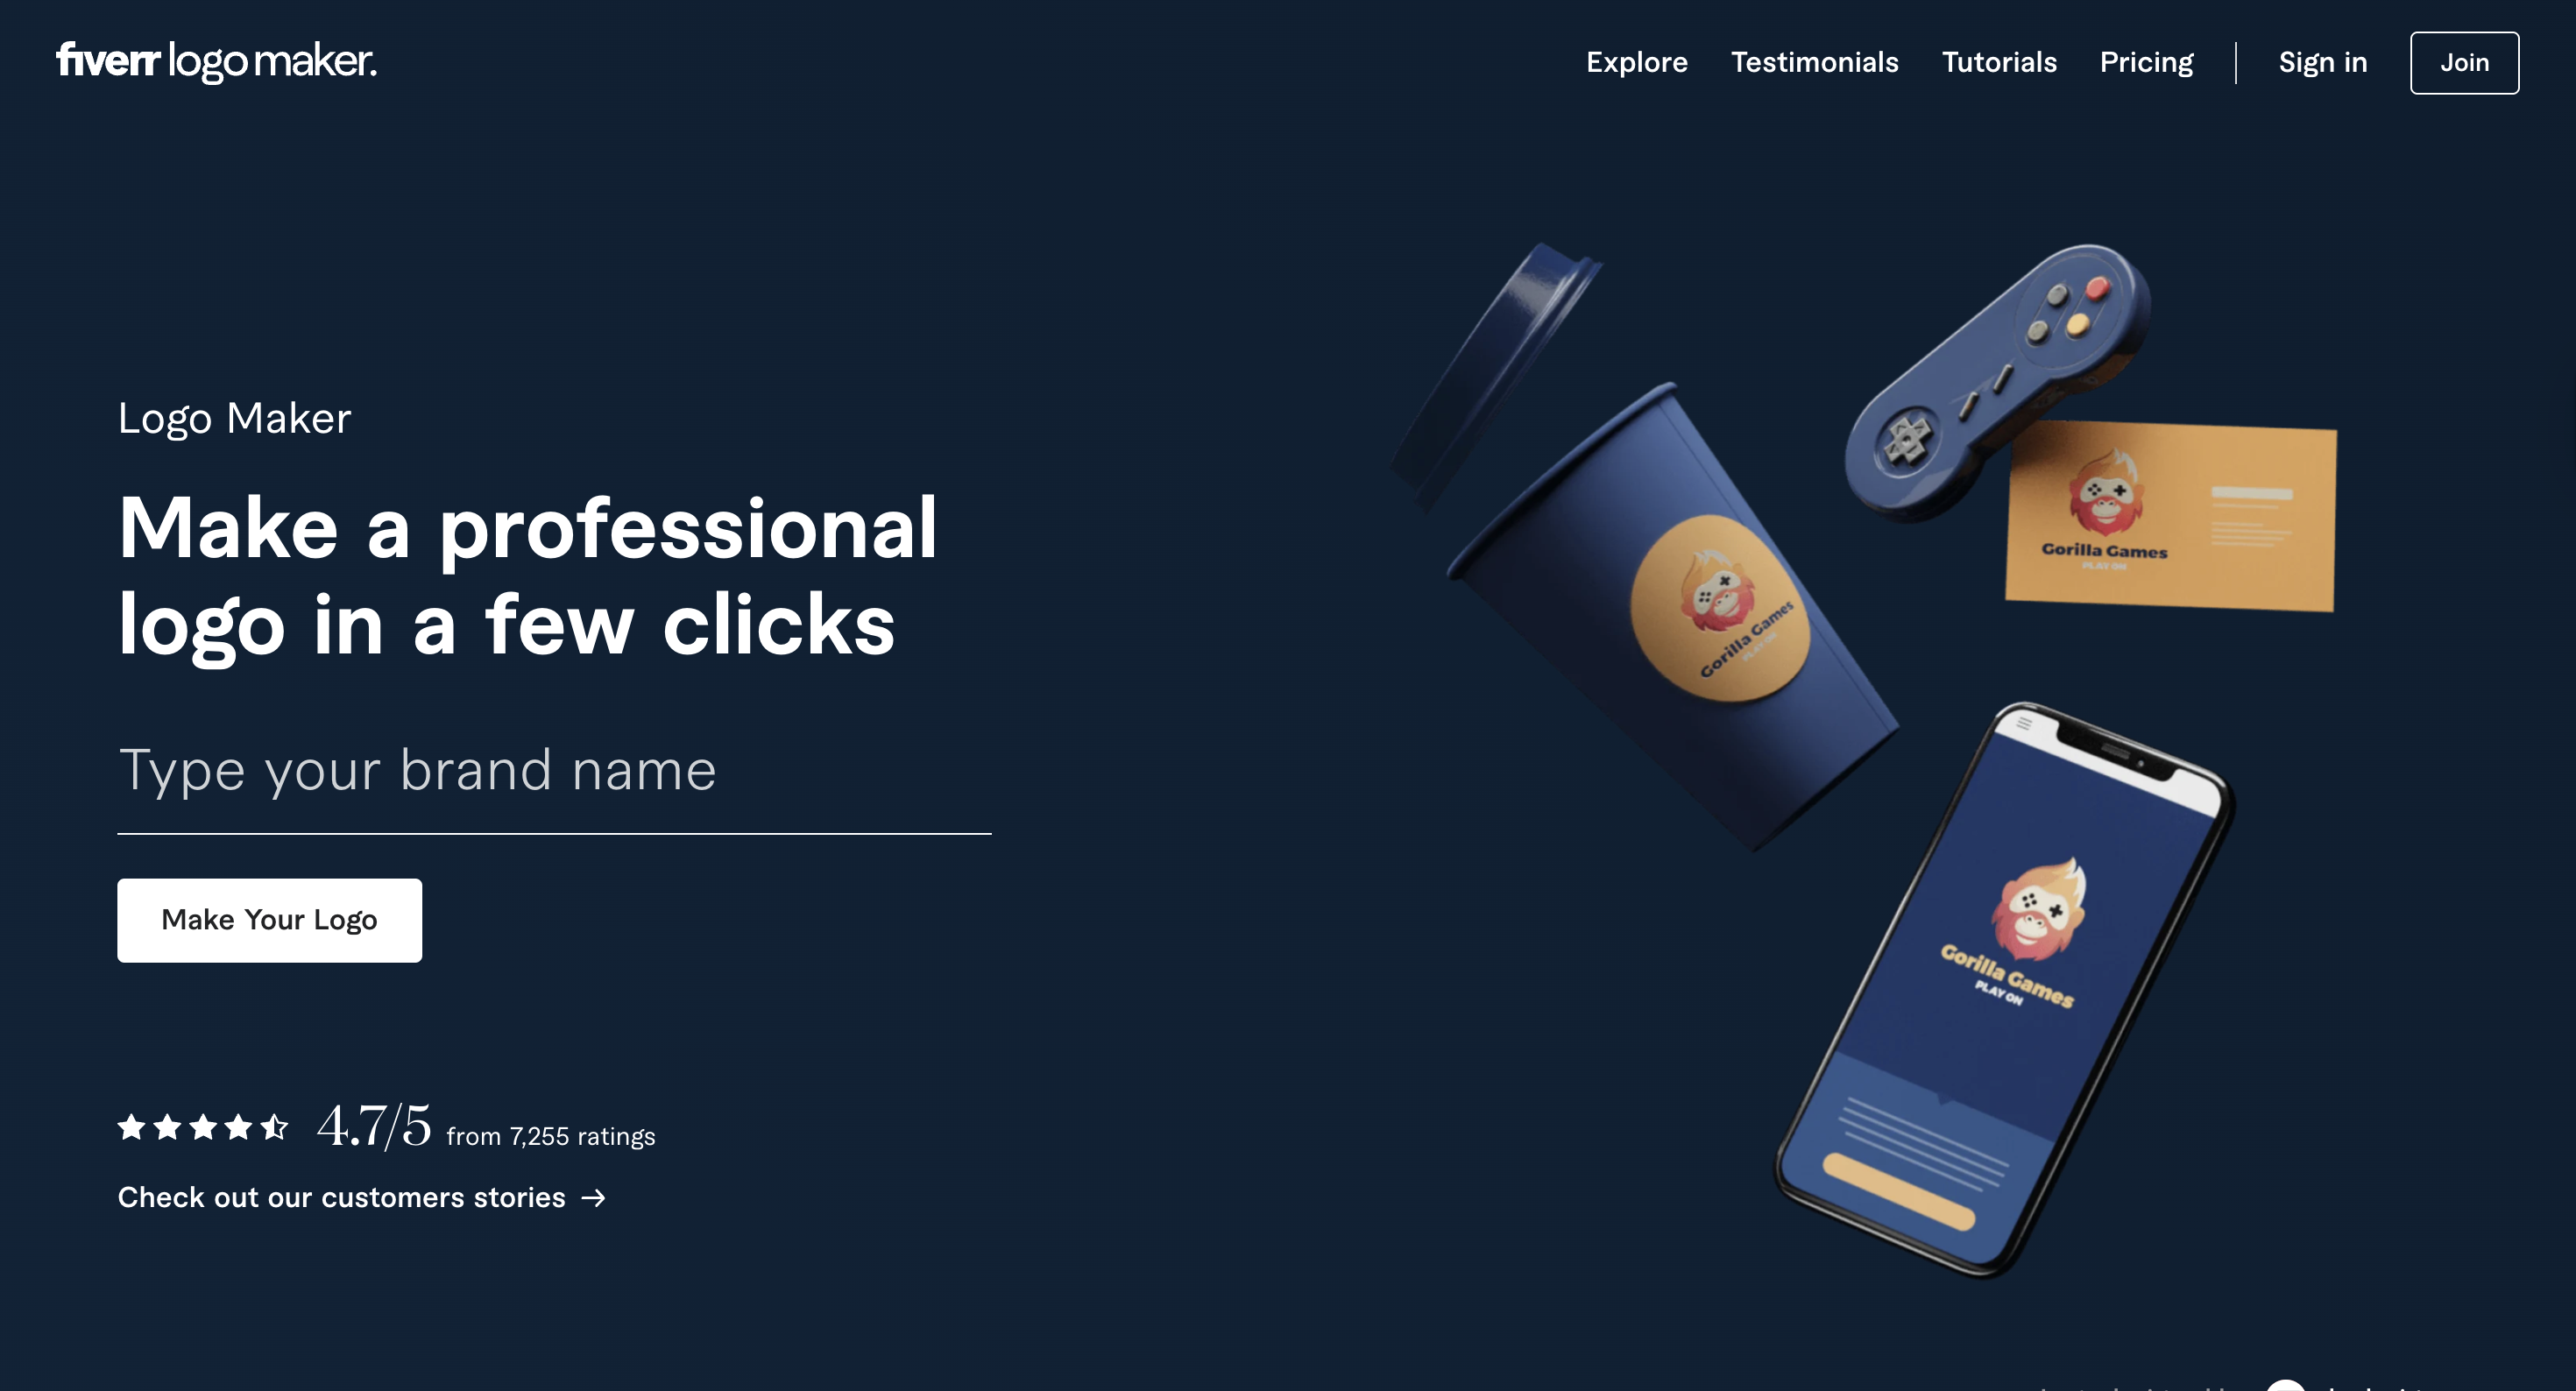 fiverr logo maker.
Explore Testimonials Tutorials Pricing Sign in Join
Logo Maker
Make a professional
logo in a few clicks
Type your brand name
Make Your Logo
4.7/5 from 7,255 ratings
Check out our customers stories →
Gorilla Games
PLAY ON
Gorilla Games
PLAY ON
Gorilla Games
PLAY ON